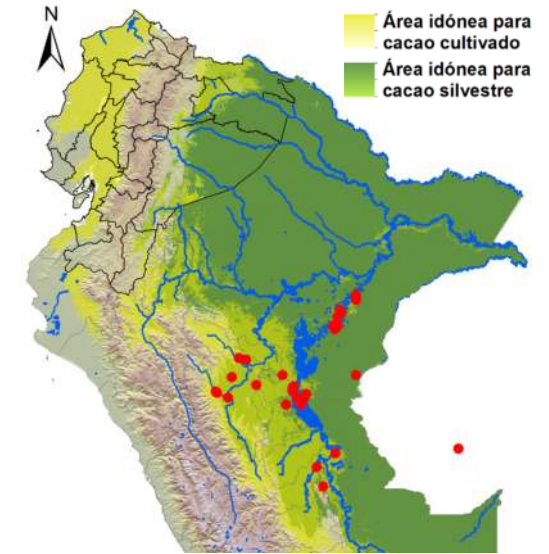 N
Área idónea para
cacao cultivado
Área idónea para
cacao silvestre